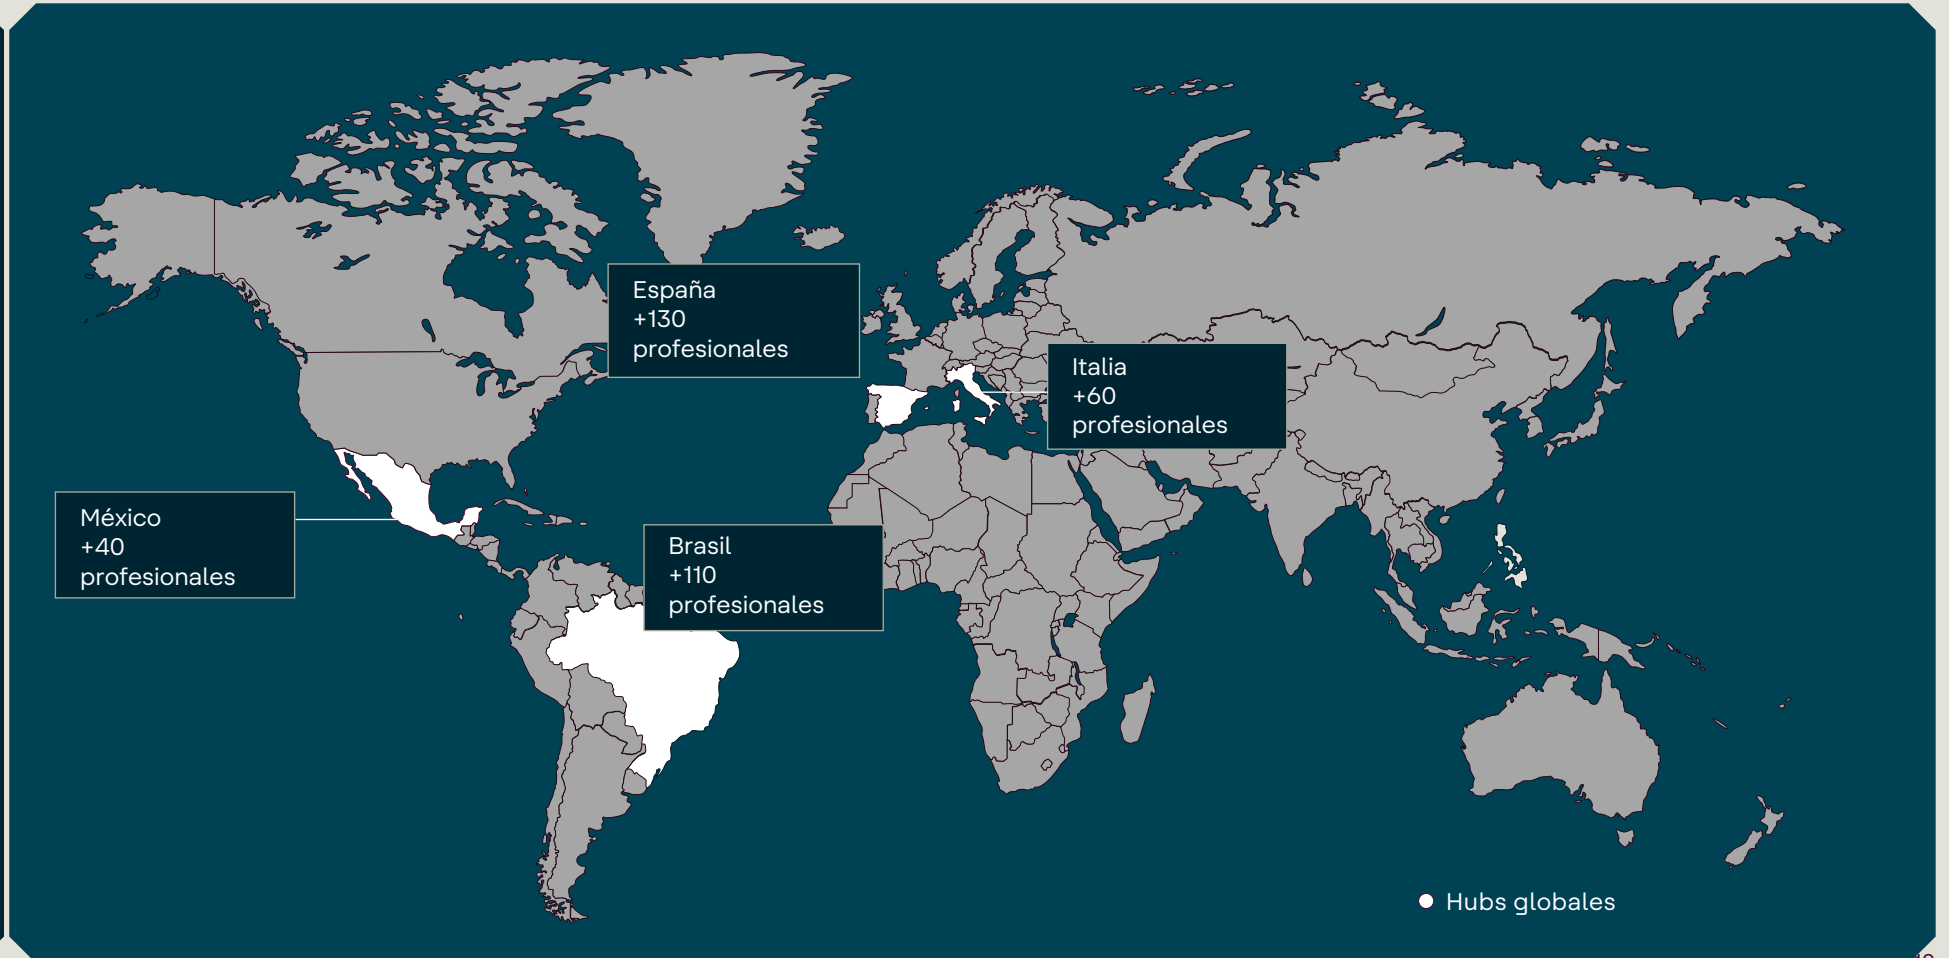 España
+130
profesionales
Italia
+60
profesionales
México
+40
profesionales
Brasil
+110
profesionales
Hubs globales